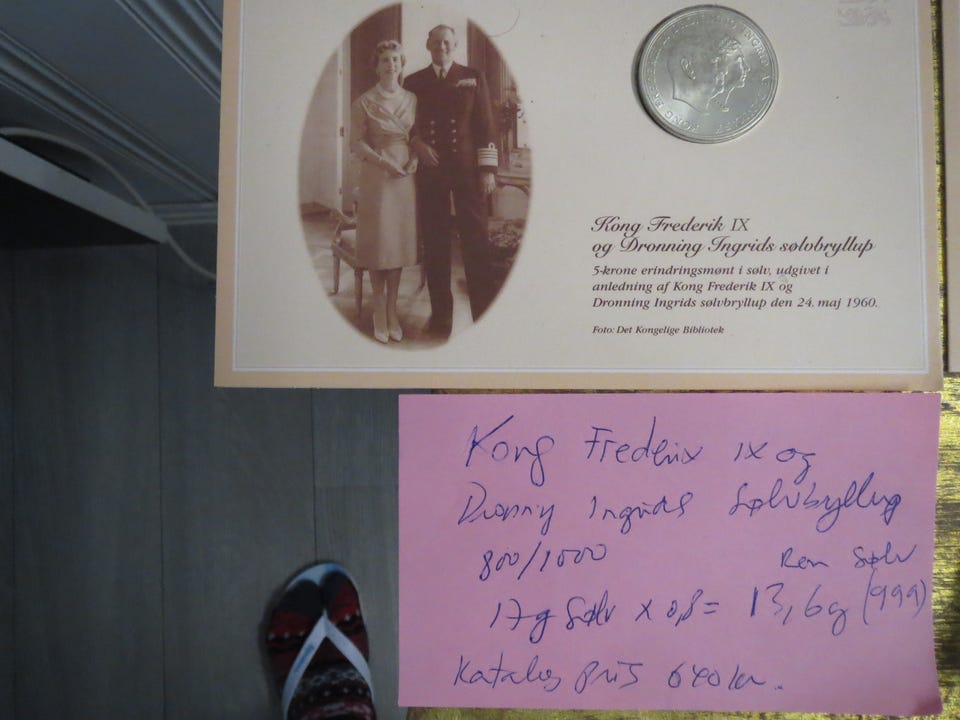 Kong Frederik IX
og Dronning Ingrids sølvbryllup
5-krone erindringsmønt i sølv, udgivet i
anledning af Kong Frederik IX og
Dronning Ingrids sølvbryllup den 24. maj 1960.
Foto: Det Kongelige Bibliotek
Kong Frederix IX og
Dronny Ingrids Sølvbryllup
800/1000 Ren Sølv
17g Sølv x 0,8 = 13,6g (999)
Katalog pris 640 kr.